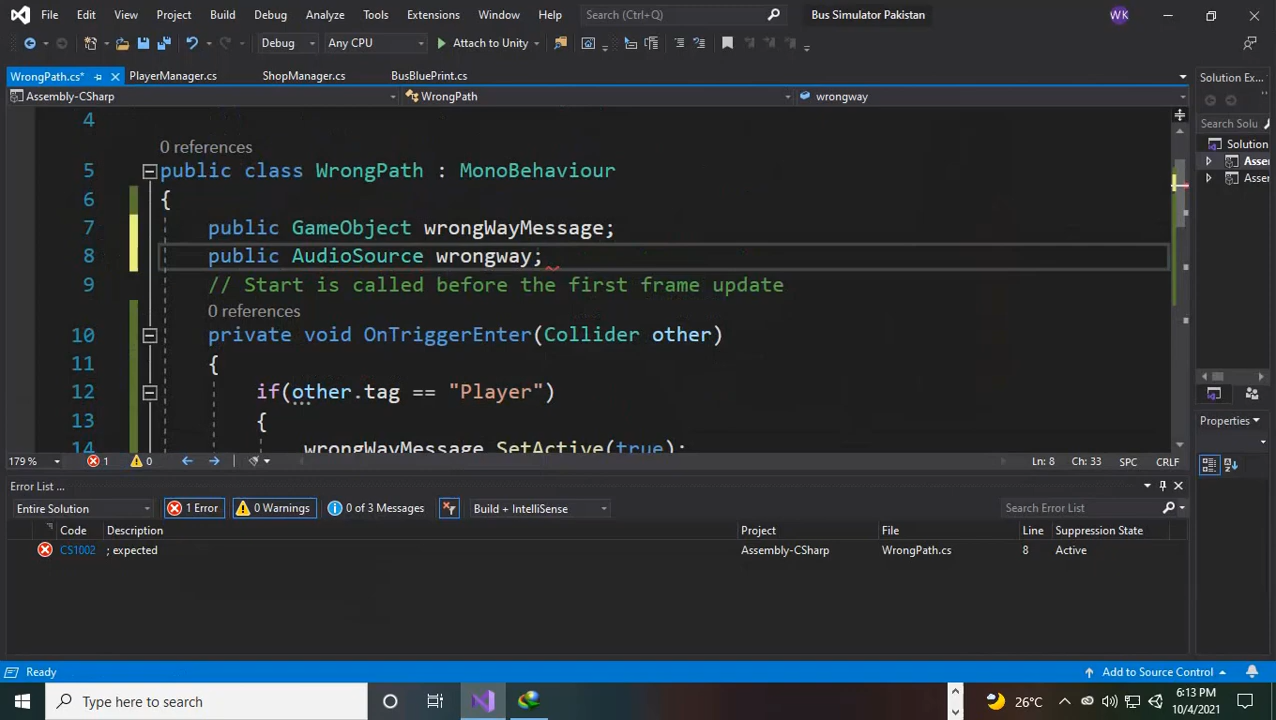 File Edit View Project Build Debug Analyze Tools Extensions Window Help Search (Ctrl+Q) Bus Simulator Pakistan WK
Debug Any CPU Attach to Unity
WrongPath.cs* PlayerManager.cs ShopManager.cs BusBluePrint.cs Solution Ex...
Assembly-CSharp WrongPath wrongway
Search Solu
Solution
Asse
Asser
4
0 references
5 public class WrongPath : MonoBehaviour
6 {
7 public GameObject wrongWayMessage;
8 public AudioSource wrongway;
9 // Start is called before the first frame update
0 references
10 private void OnTriggerEnter(Collider other)
11 {
12 if(other.tag == "Player")
13 {
14 wrongWayMessage.SetActive(true);
Properties
179 % 1 0 Ln: 8 Ch: 33 SPC CRLF
Error List ...
Entire Solution 1 Error 0 Warnings 0 of 3 Messages Build + IntelliSense Search Error List
Code Description Project File Line Suppression State
CS1002 ; expected Assembly-CSharp WrongPath.cs 8 Active
Ready Add to Source Control
Type here to search 26°C 6:13 PM
10/4/2021